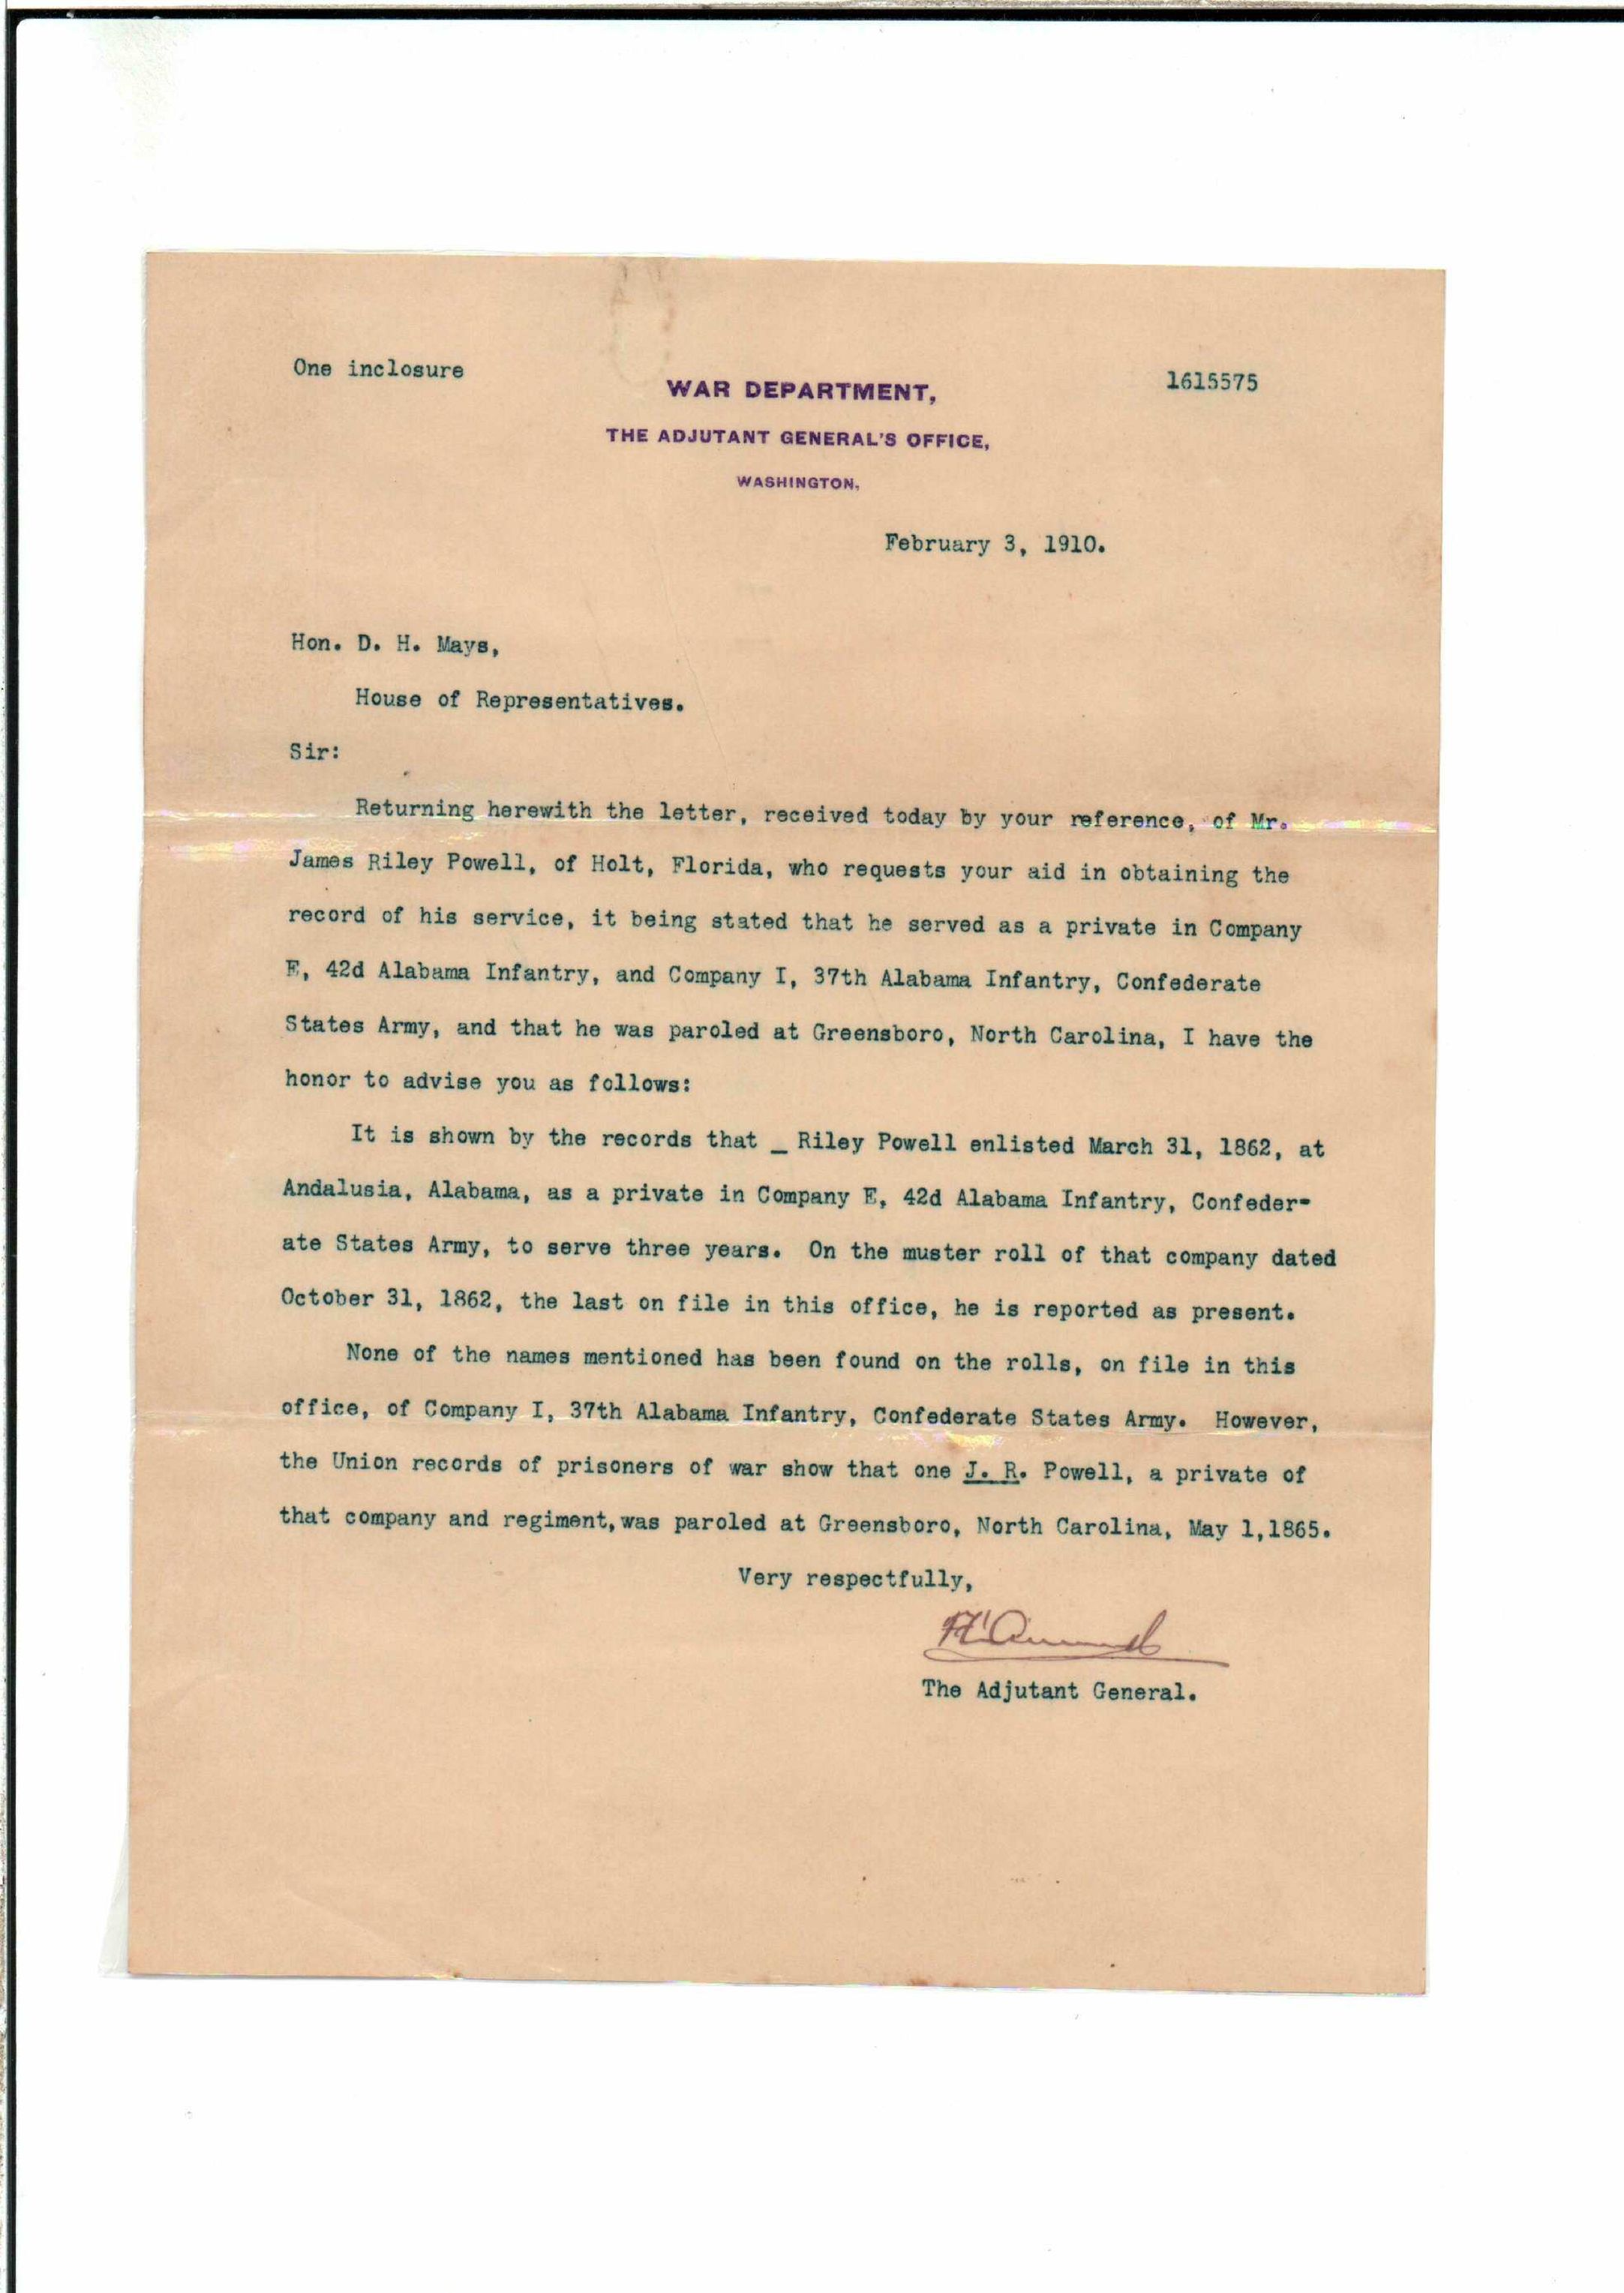 One inclosure
1615575
WAR DEPARTMENT,
THE ADJUTANT GENERAL'S OFFICE,
WASHINGTON,
February 3, 1910.
Hon. D. H. Mays,
House of Representatives.
Sir:
Returning herewith the letter, received today by your reference, of Mr.
James Riley Powell, of Holt, Florida, who requests your aid in obtaining the
record of his service, it being stated that he served as a private in Company
E, 42d Alabama Infantry, and Company I, 37th Alabama Infantry, Confederate
States Army, and that he was paroled at Greensboro, North Carolina, I have the
honor to advise you as follows:
It is shown by the records that _ Riley Powell enlisted March 31, 1862, at
Andalusia, Alabama, as a private in Company E, 42d Alabama Infantry, Confeder-
ate States Army, to serve three years. On the muster roll of that company dated
October 31, 1862, the last on file in this office, he is reported as present.
None of the names mentioned has been found on the rolls, on file in this
office, of Company I, 37th Alabama Infantry, Confederate States Army. However,
the Union records of prisoners of war show that one J. R. Powell, a private of
that company and regiment, was paroled at Greensboro, North Carolina, May 1,1865.
Very respectfully,
The Adjutant General.